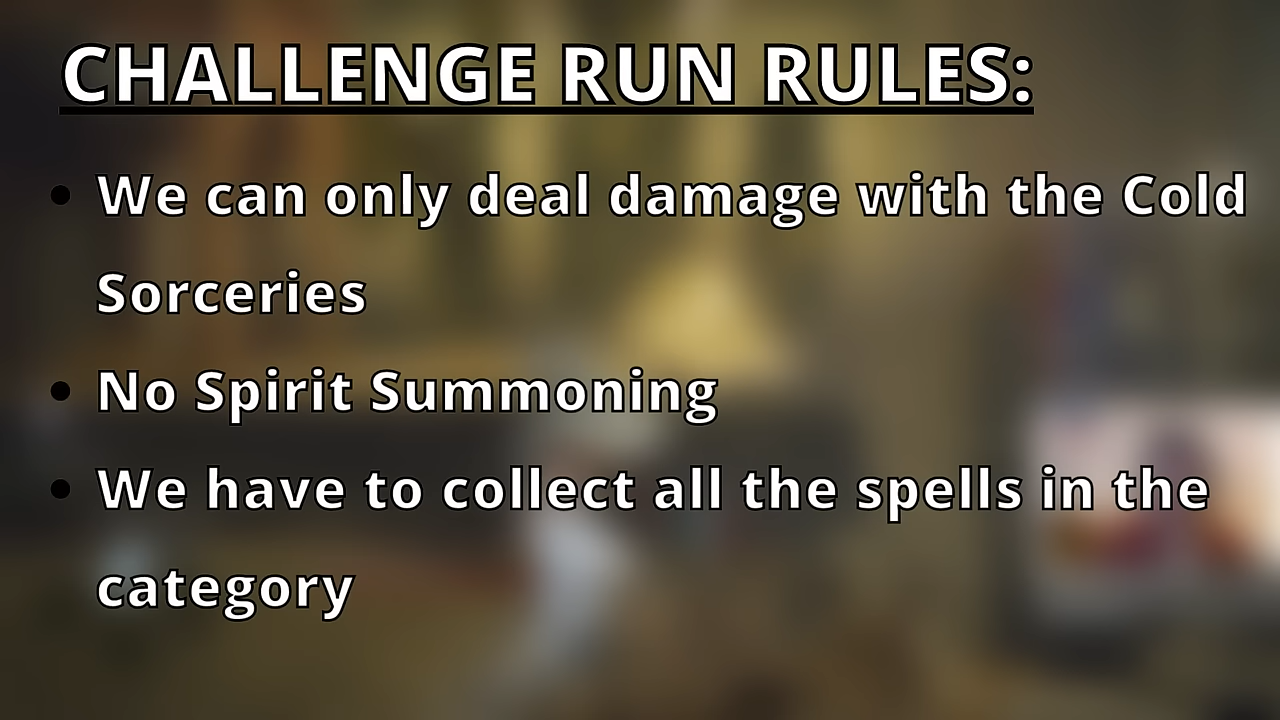 CHALLENGE RUN RULES:
• We can only deal damage with the Cold
Sorceries
• No Spirit Summoning
• We have to collect all the spells in the
category